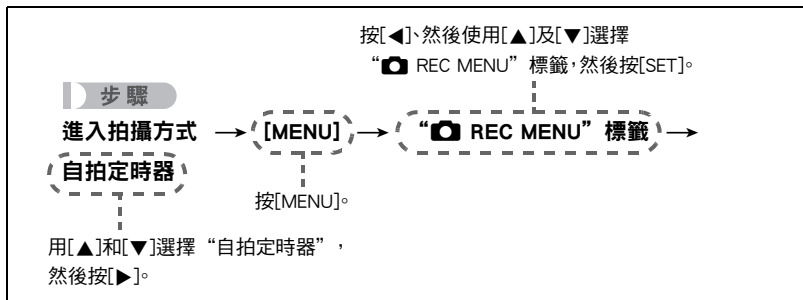 按[◀]、然後使用[▲]及[▼]選擇
“📷 REC MENU”標籤，然後按[SET]。
步驟
進入拍攝方式 → [MENU] → “📷 REC MENU”標籤 →
自拍定時器
按[MENU]。
用[▲]和[▼]選擇“自拍定時器”，
然後按[▶]。